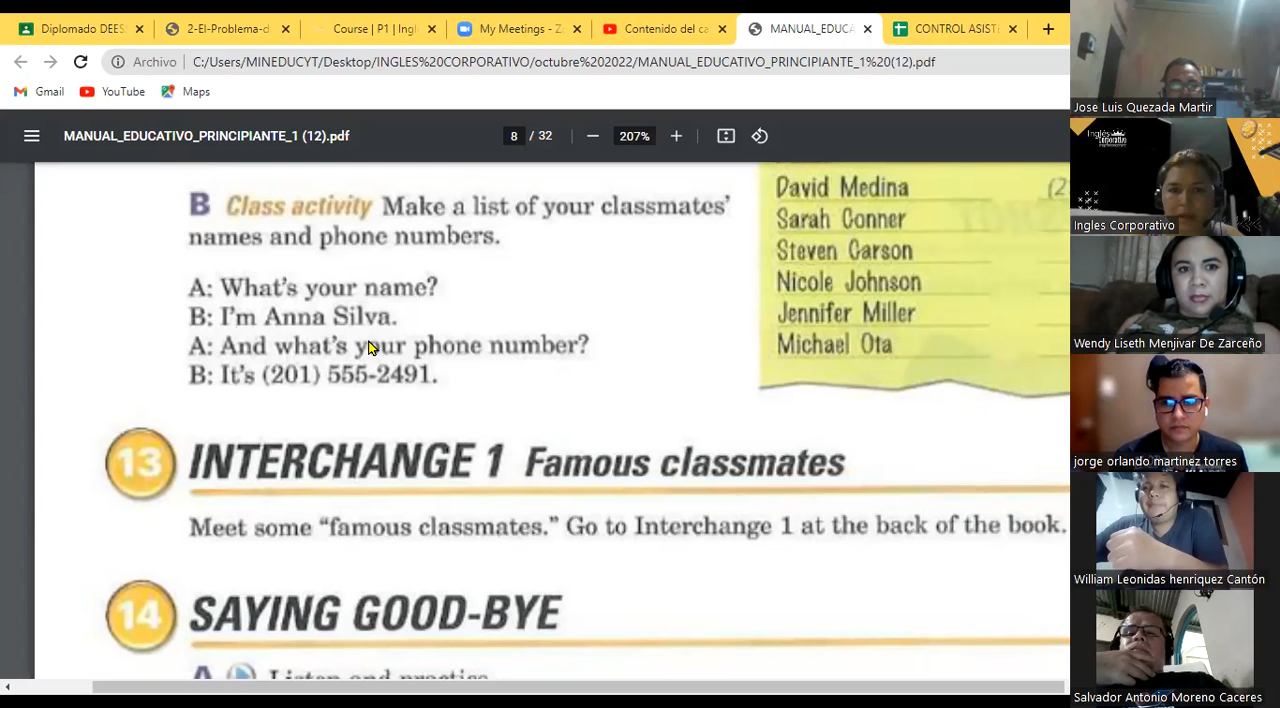 Diplomado DEES
2-El-Problema-d
Course | P1 | Ingl
My Meetings - Z
Contenido del ca
MANUAL_EDUCA
CONTROL ASIST
Archivo
C:/Users/MINEDUCYT/Desktop/INGLES%20CORPORATIVO/octubre%202022/MANUAL_EDUCATIVO_PRINCIPIANTE_1%20(12).pdf
Gmail
YouTube
Maps
MANUAL_EDUCATIVO_PRINCIPIANTE_1 (12).pdf
8 / 32
207%
B Class activity Make a list of your classmates'
names and phone numbers.
A: What's your name?
B: I'm Anna Silva.
A: And what's your phone number?
B: It's (201) 555-2491.
David Medina (2
Sarah Conner
Steven Carson
Nicole Johnson
Jennifer Miller
Michael Ota
13 INTERCHANGE 1 Famous classmates
Meet some "famous classmates." Go to Interchange 1 at the back of the book.
14 SAYING GOOD-BYE
A Listen and practice
Jose Luis Quezada Martir
Inglés
Corporativo
Ingles Corporativo
Wendy Liseth Menjivar De Zarceño
jorge orlando martinez torres
William Leonidas henriquez Cantón
Salvador Antonio Moreno Caceres